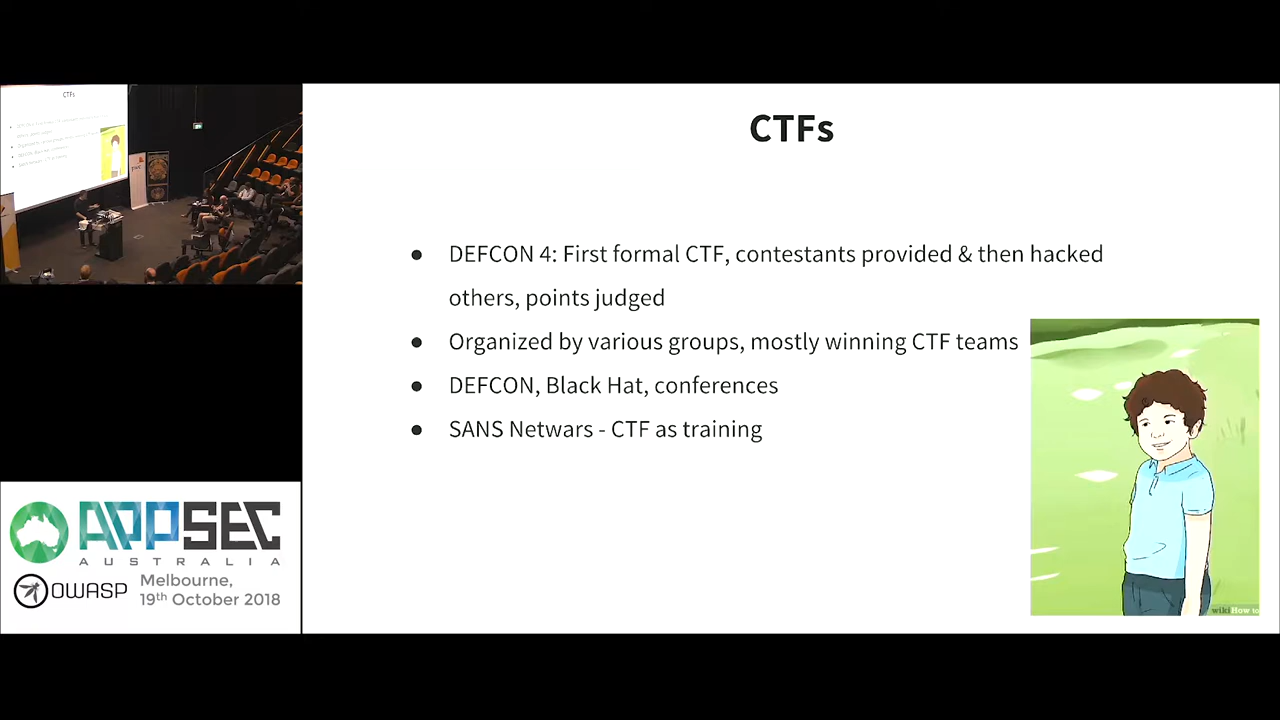 CTFs
CTFs
● DEFCON 4: First formal CTF, contestants provided & then hacked
others, points judged
● Organized by various groups, mostly winning CTF teams
● DEFCON, Black Hat, conferences
● SANS Netwars - CTF as training
wikiHow to
APPSEC
AUSTRALIA
OWASP
Melbourne,
19th October 2018